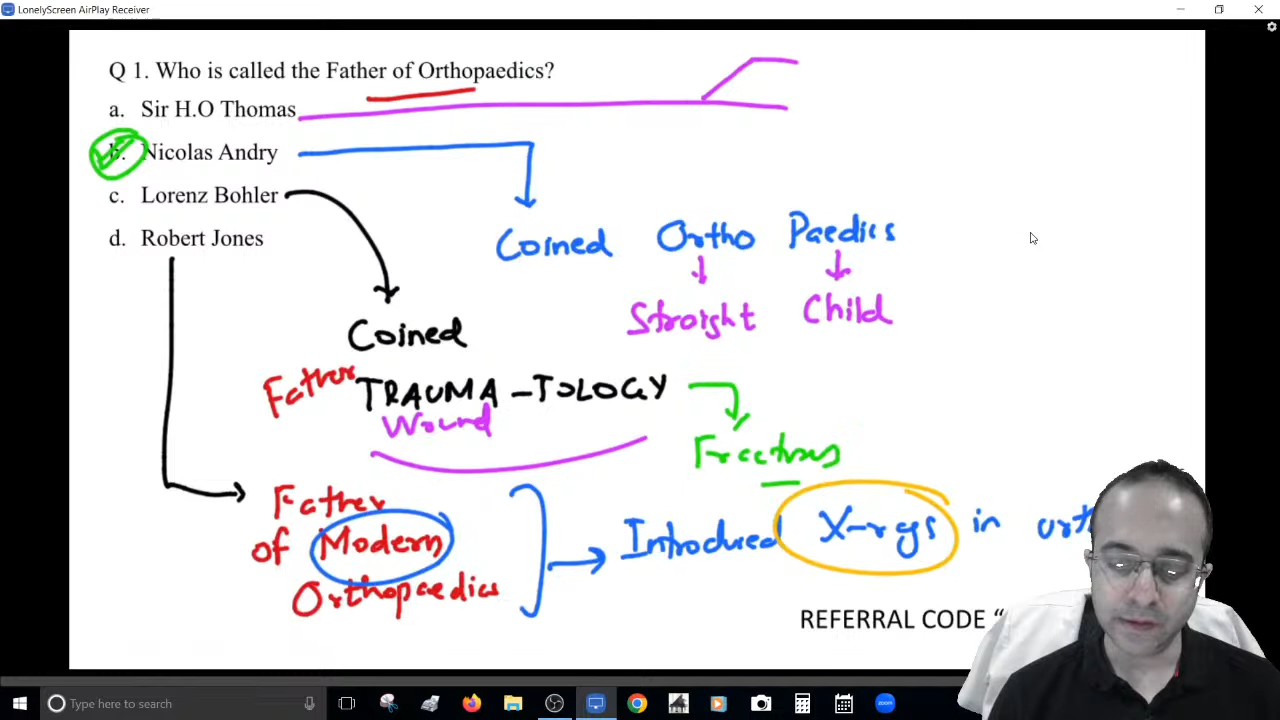 LonelyScreen AirPlay Receiver
Q 1. Who is called the Father of Orthopaedics?
a. Sir H.O Thomas
b. Nicolas Andry
c. Lorenz Bohler
d. Robert Jones
Coined Ortho Paedics
Straight Child
Coined
Father TRAUMA-TOLOGY
Wound
Father
of Modern
Orthopaedics
Introduced X-rays in
REFERRAL CODE "
Type here to search
zoom